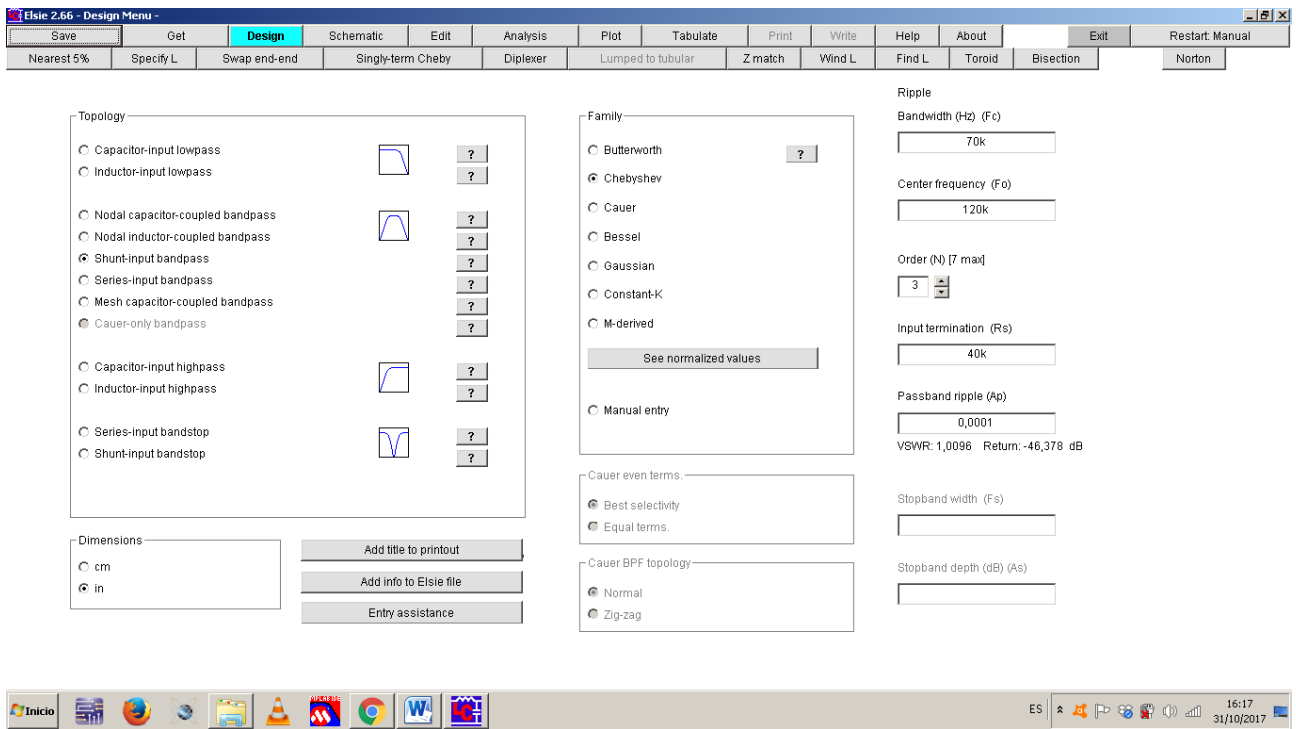 Elsie 2.66 - Design Menu -
Save Get Design Schematic Edit Analysis Plot Tabulate Print Write Help About Exit Restart: Manual
Nearest 5% Specify L Swap end-end Singly-term Cheby Diplexer Lumped to tubular Z match Wind L Find L Toroid Bisection Norton
Topology
Capacitor-input lowpass ?
Inductor-input lowpass ?
Nodal capacitor-coupled bandpass ?
Nodal inductor-coupled bandpass ?
Shunt-input bandpass ?
Series-input bandpass ?
Mesh capacitor-coupled bandpass ?
Cauer-only bandpass ?
Capacitor-input highpass ?
Inductor-input highpass ?
Series-input bandstop ?
Shunt-input bandstop ?
Dimensions
cm
in
Add title to printout
Add info to Elsie file
Entry assistance
Family
Butterworth ?
Chebyshev
Cauer
Bessel
Gaussian
Constant-K
M-derived
See normalized values
Manual entry
Cauer even terms.
Best selectivity
Equal terms.
Cauer BPF topology
Normal
Zig-zag
Ripple
Bandwidth (Hz) (Fc)
70k
Center frequency (Fo)
120k
Order (N) [7 max]
3
Input termination (Rs)
40k
Passband ripple (Ap)
0,0001
VSWR: 1,0096 Return: -46,378 dB
Stopband width (Fs)
Stopband depth (dB) (As)
Inicio
ES
16:17
31/10/2017